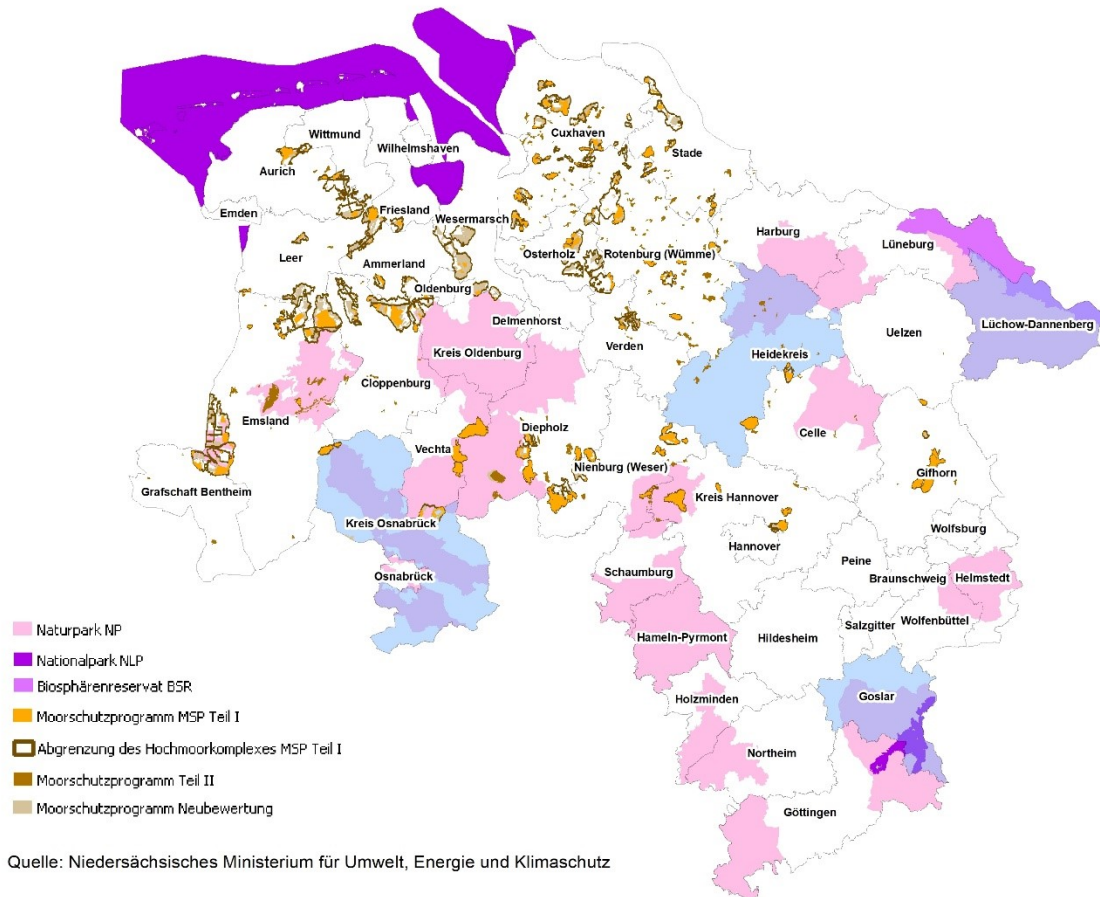 Wittmund
Wilhelmshaven
Cuxhaven
Stade
Aurich
Emden
Friesland
Wesermarsch
Leer
Ammerland
Osterholz
Rotenburg (Wümme)
Harburg
Lüneburg
Oldenburg
Delmenhorst
Kreis Oldenburg
Verden
Heidekreis
Uelzen
Lüchow-Dannenberg
Cloppenburg
Emsland
Vechta
Diepholz
Celle
Nienburg (Weser)
Gifhorn
Grafschaft Bentheim
Kreis Osnabrück
Kreis Hannover
Hannover
Wolfsburg
Osnabrück
Schaumburg
Peine
Braunschweig
Helmstedt
Hameln-Pyrmont
Hildesheim
Salzgitter
Wolfenbüttel
Holzminden
Goslar
Northeim
Göttingen
Naturpark NP
Nationalpark NLP
Biosphärenreservat BSR
Moorschutzprogramm MSP Teil I
Abgrenzung des Hochmoorkomplexes MSP Teil I
Moorschutzprogramm Teil II
Moorschutzprogramm Neubewertung
Quelle: Niedersächsisches Ministerium für Umwelt, Energie und Klimaschutz